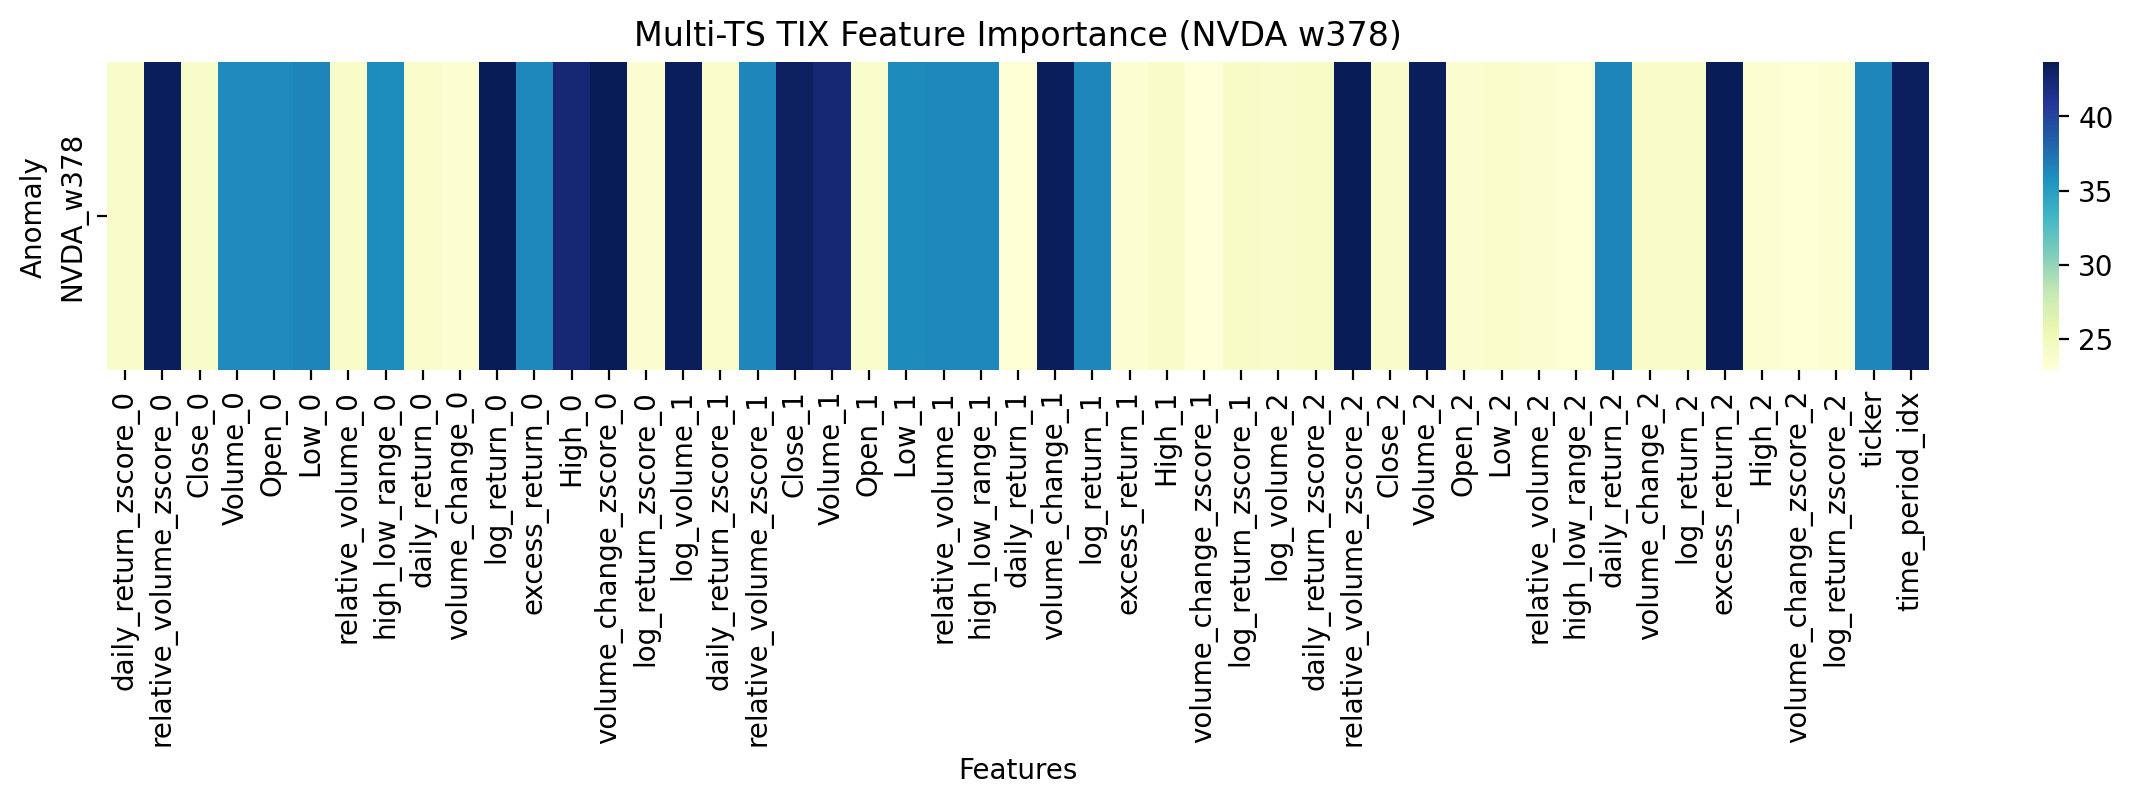 Multi-TS TIX Feature Importance (NVDA w378)
Anomaly
NVDA_w378
40
35
30
25
daily_return_zscore_0
relative_volume_zscore_0
Close_0
Volume_0
Open_0
Low_0
relative_volume_0
high_low_range_0
daily_return_0
volume_change_0
log_return_0
excess_return_0
High_0
volume_change_zscore_0
log_return_zscore_0
log_volume_1
daily_return_zscore_1
relative_volume_zscore_1
Close_1
Volume_1
Open_1
Low_1
relative_volume_1
high_low_range_1
daily_return_1
volume_change_1
log_return_1
excess_return_1
High_1
volume_change_zscore_1
log_return_zscore_1
log_volume_2
daily_return_zscore_2
relative_volume_zscore_2
Close_2
Volume_2
Open_2
Low_2
relative_volume_2
high_low_range_2
daily_return_2
volume_change_2
log_return_2
excess_return_2
High_2
volume_change_zscore_2
log_return_zscore_2
ticker
time_period_idx
Features